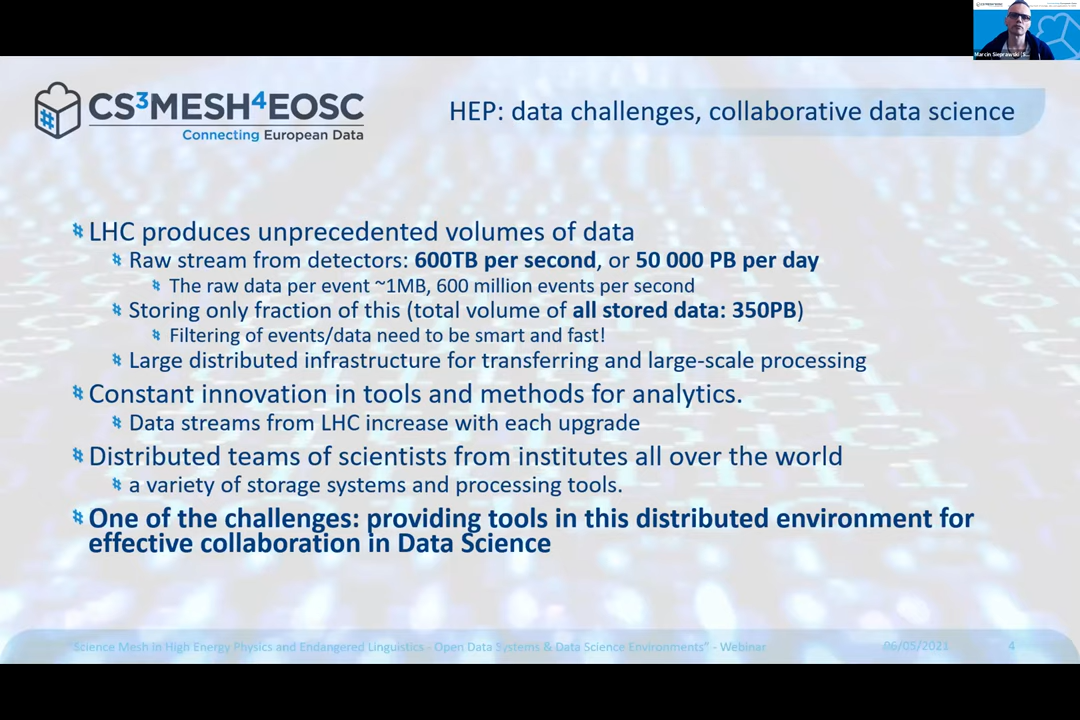 CS3MESH4EOSC
Connecting European Data
HEP: data challenges, collaborative data science
LHC produces unprecedented volumes of data
Raw stream from detectors: 600TB per second, or 50 000 PB per day
The raw data per event ~1MB, 600 million events per second
Storing only fraction of this (total volume of all stored data: 350PB)
Filtering of events/data need to be smart and fast!
Large distributed infrastructure for transferring and large-scale processing
Constant innovation in tools and methods for analytics.
Data streams from LHC increase with each upgrade
Distributed teams of scientists from institutes all over the world
a variety of storage systems and processing tools.
One of the challenges: providing tools in this distributed environment for
effective collaboration in Data Science
Science Mesh in High Energy Physics and Endangered Linguistics - Open Data Systems & Data Science Environments" - Webinar
06/05/2021
4